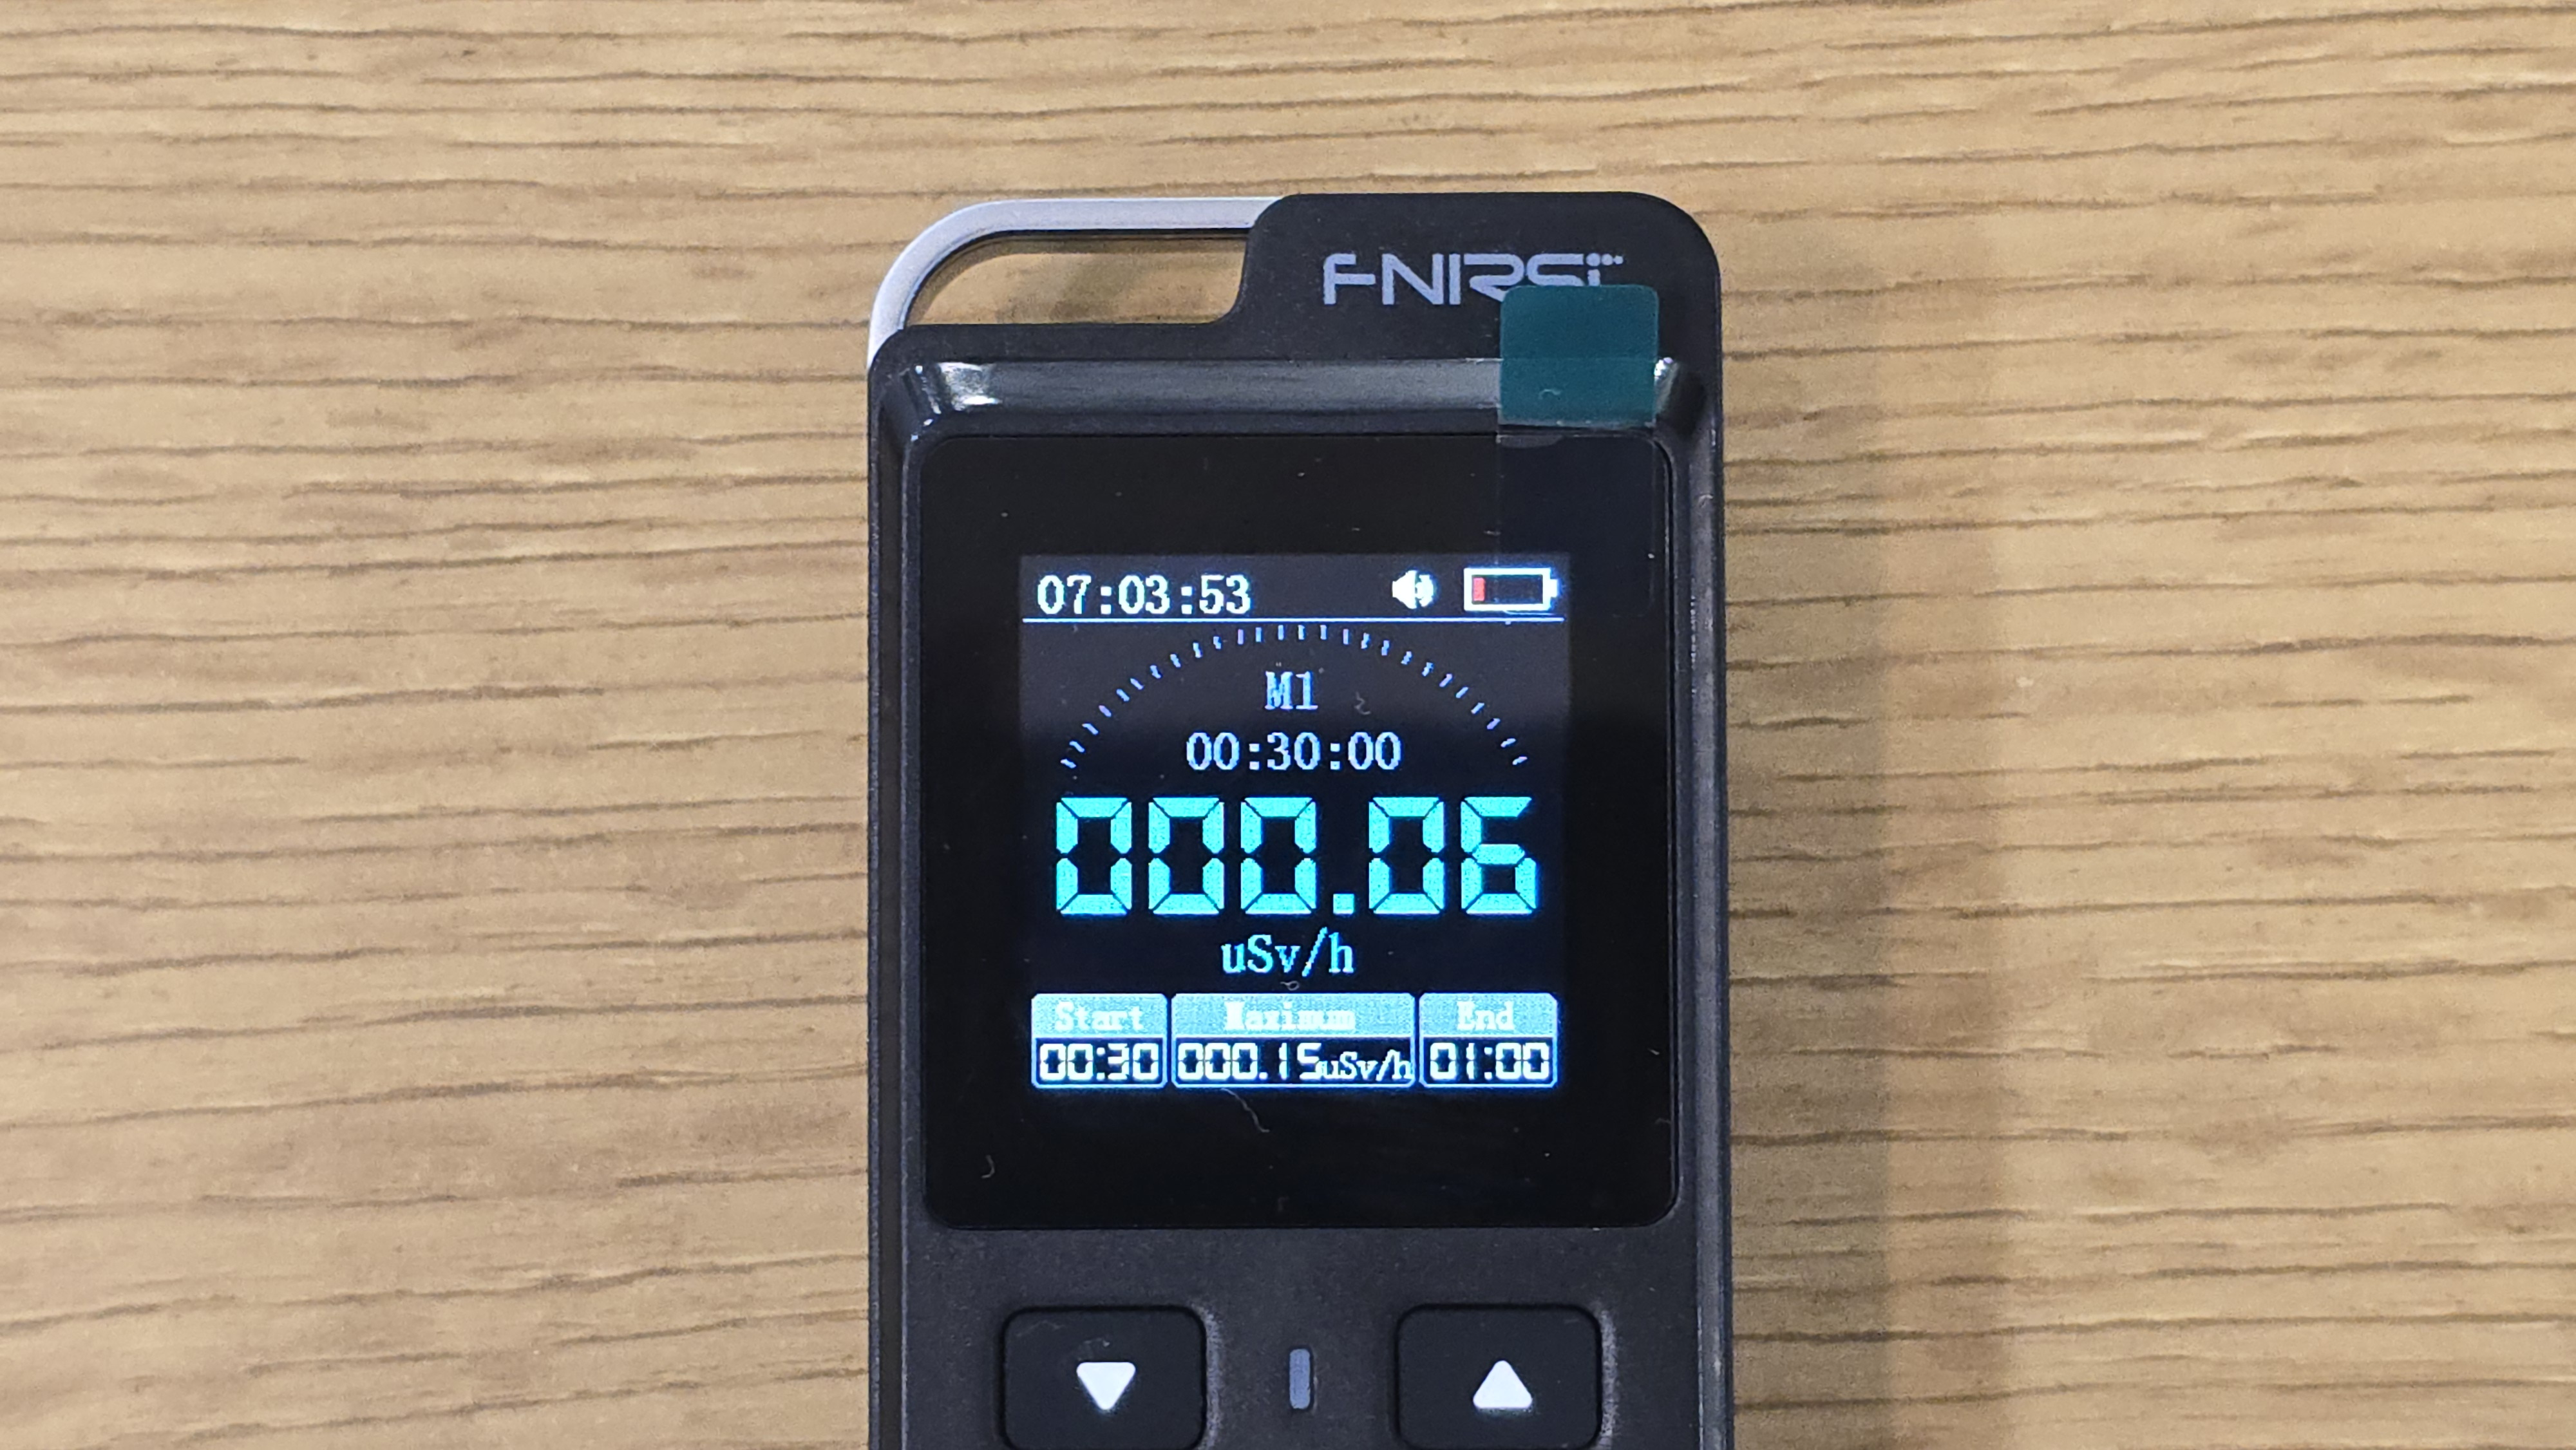 FNIRSI
07:03:53
M1
00:30:00
000.06
uSv/h
Start Maximum End
00:30 000.15uSv/h 01:00